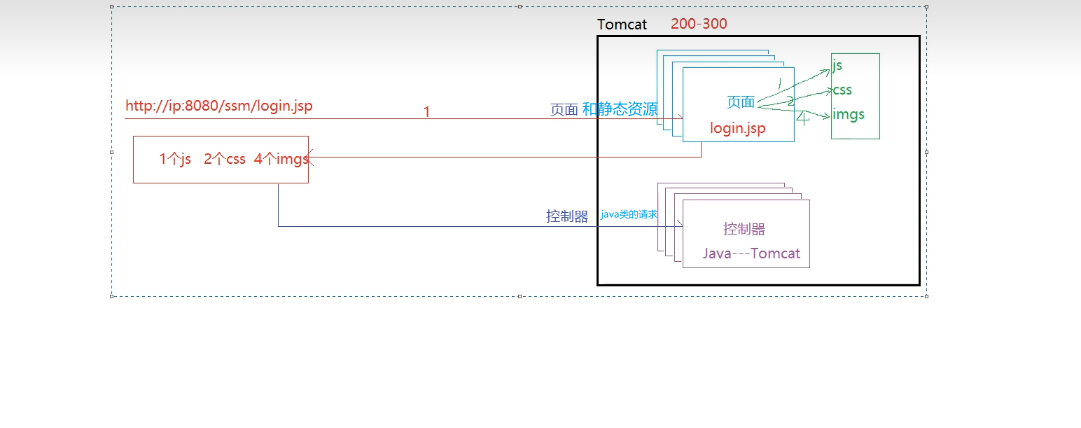 Tomcat 200-300
http://ip:8080/ssm/login.jsp
1
页面 和静态资源
页面
login.jsp
1
2
4
js
css
imgs
1个js 2个css 4个imgs
控制器 java类的请求
控制器
Java---Tomcat